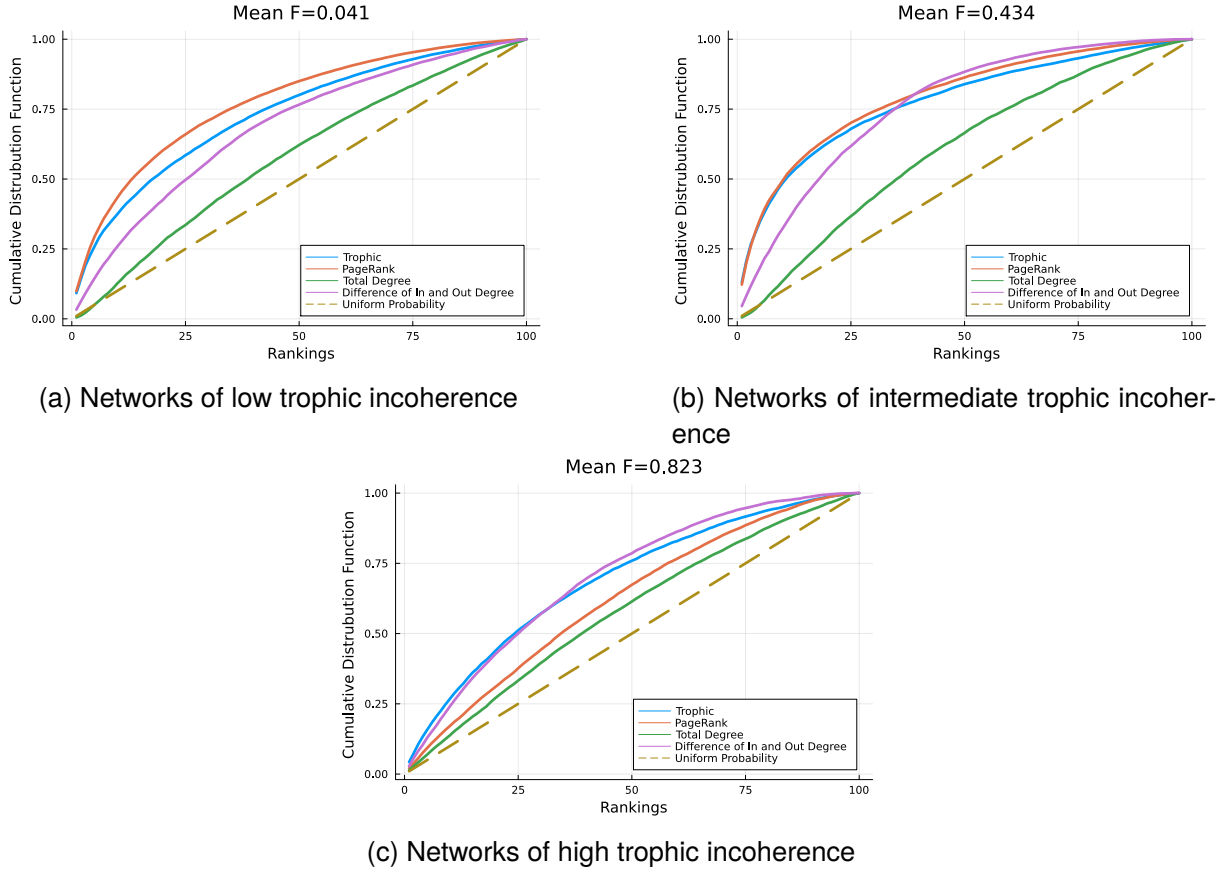 Mean F=0.041
Cumulative Distrubution Function
1.00
0.75
0.50
0.25
0.00
Trophic
PageRank
Total Degree
Difference of In and Out Degree
Uniform Probability
0
25
50
75
100
Rankings
(a) Networks of low trophic incoherence
Mean F=0.434
Cumulative Distrubution Function
1.00
0.75
0.50
0.25
0.00
Trophic
PageRank
Total Degree
Difference of In and Out Degree
Uniform Probability
0
25
50
75
100
Rankings
(b) Networks of intermediate trophic incoher-
ence
Mean F=0.823
Cumulative Distrubution Function
1.00
0.75
0.50
0.25
0.00
Trophic
PageRank
Total Degree
Difference of In and Out Degree
Uniform Probability
0
25
50
75
100
Rankings
(c) Networks of high trophic incoherence